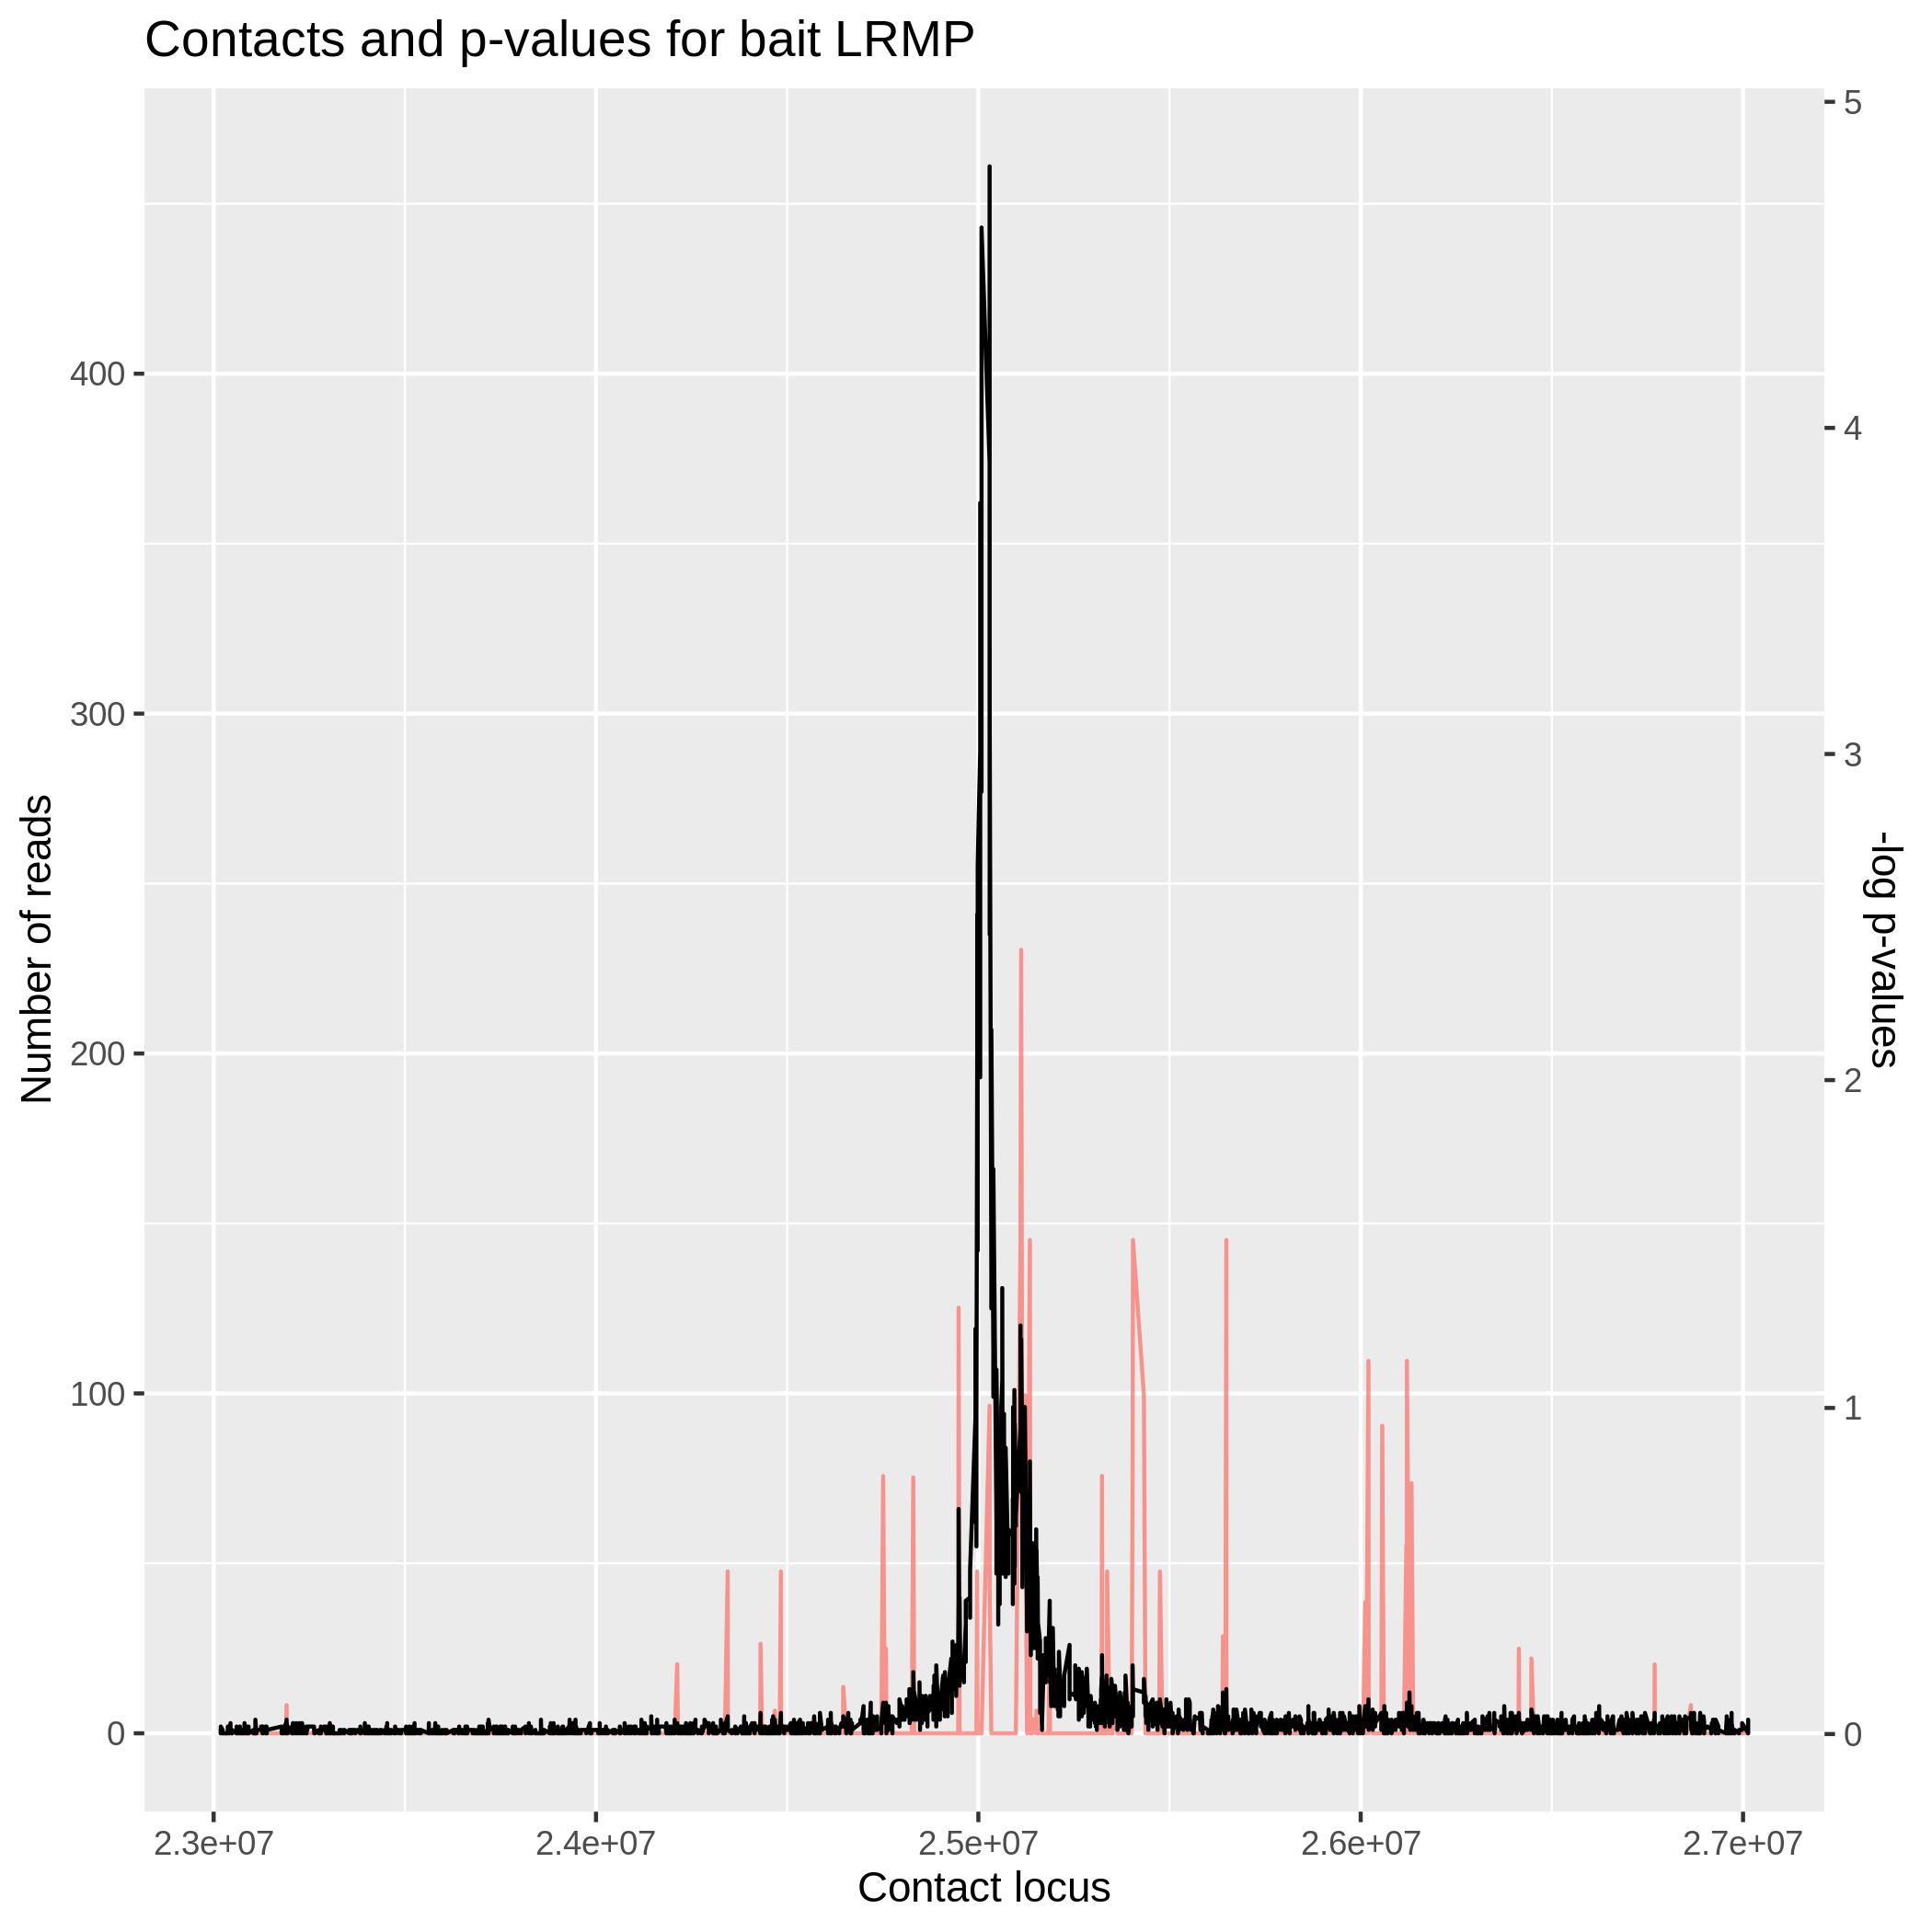 Contacts and p-values for bait LRMP
Number of reads
400
300
200
100
0
5
4
3
2
1
0
-log p-values
2.3e+07
2.4e+07
2.5e+07
2.6e+07
2.7e+07
Contact locus